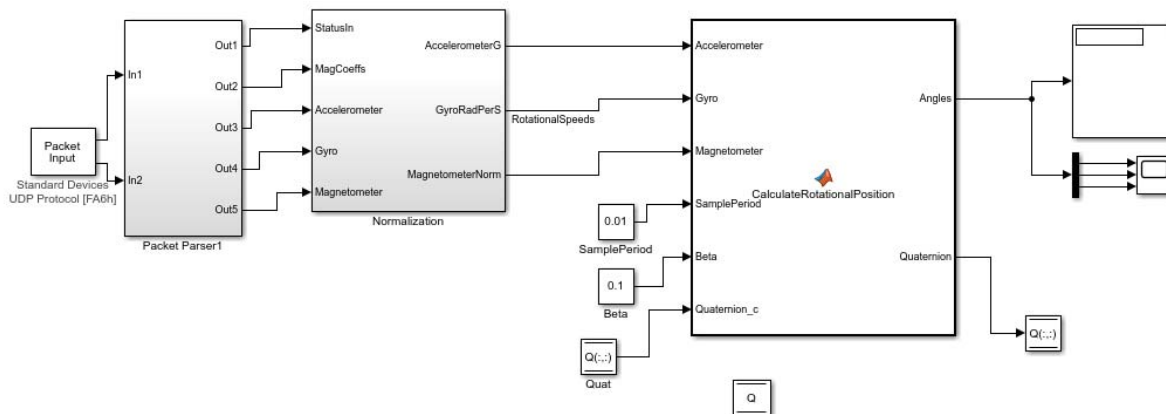 Packet
Input
Standard Devices
UDP Protocol [FA6h]
In1
In2
Out1
Out2
Out3
Out4
Out5
Packet Parser1
StatusIn
MagCoeffs
Accelerometer
Gyro
Magnetometer
AccelerometerG
GyroRadPerS
MagnetometerNorm
Normalization
RotationalSpeeds
0.01
SamplePeriod
0.1
Beta
Q(:,:)
Quat
Accelerometer
Gyro
Magnetometer
SamplePeriod
Beta
Quaternion_c
CalculateRotationalPosition
Angles
Quaternion
Q(:,:)
Q